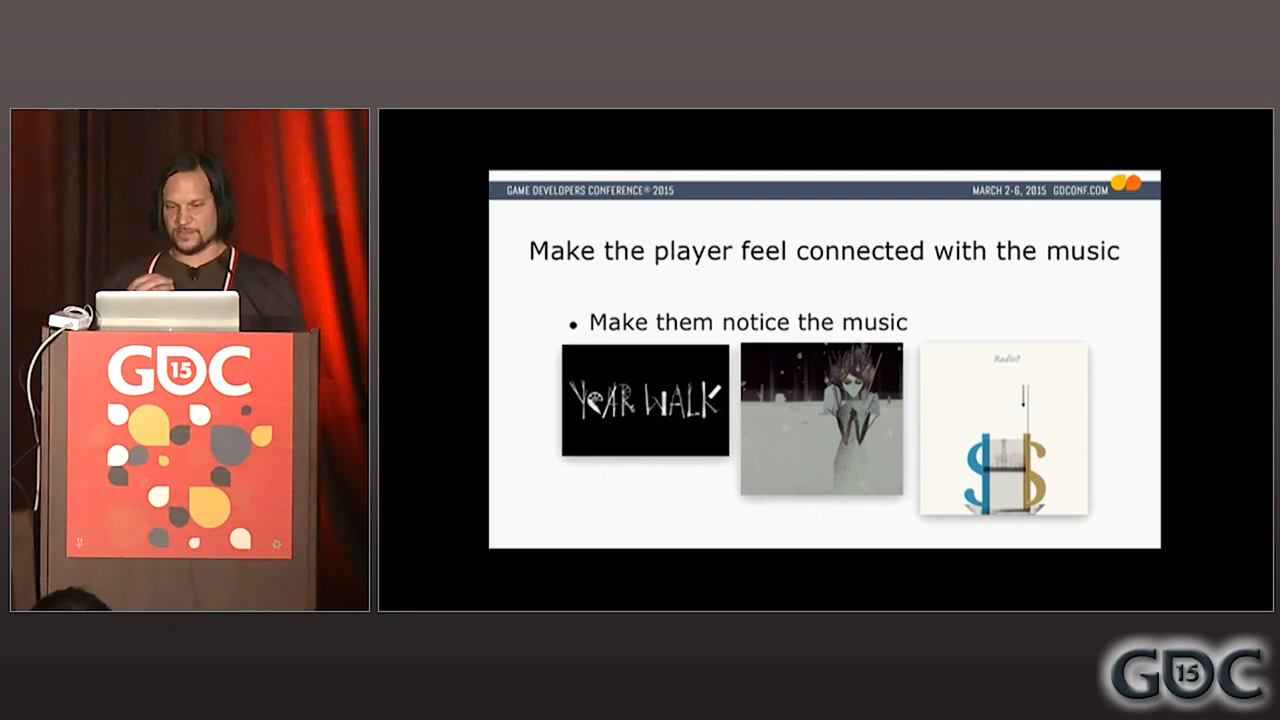 GAME DEVELOPERS CONFERENCE® 2015
MARCH 2-6, 2015 GDCONF.COM
Make the player feel connected with the music
• Make them notice the music
YEAR WALK
Radio?
$ $
GDC
15
GDC
15